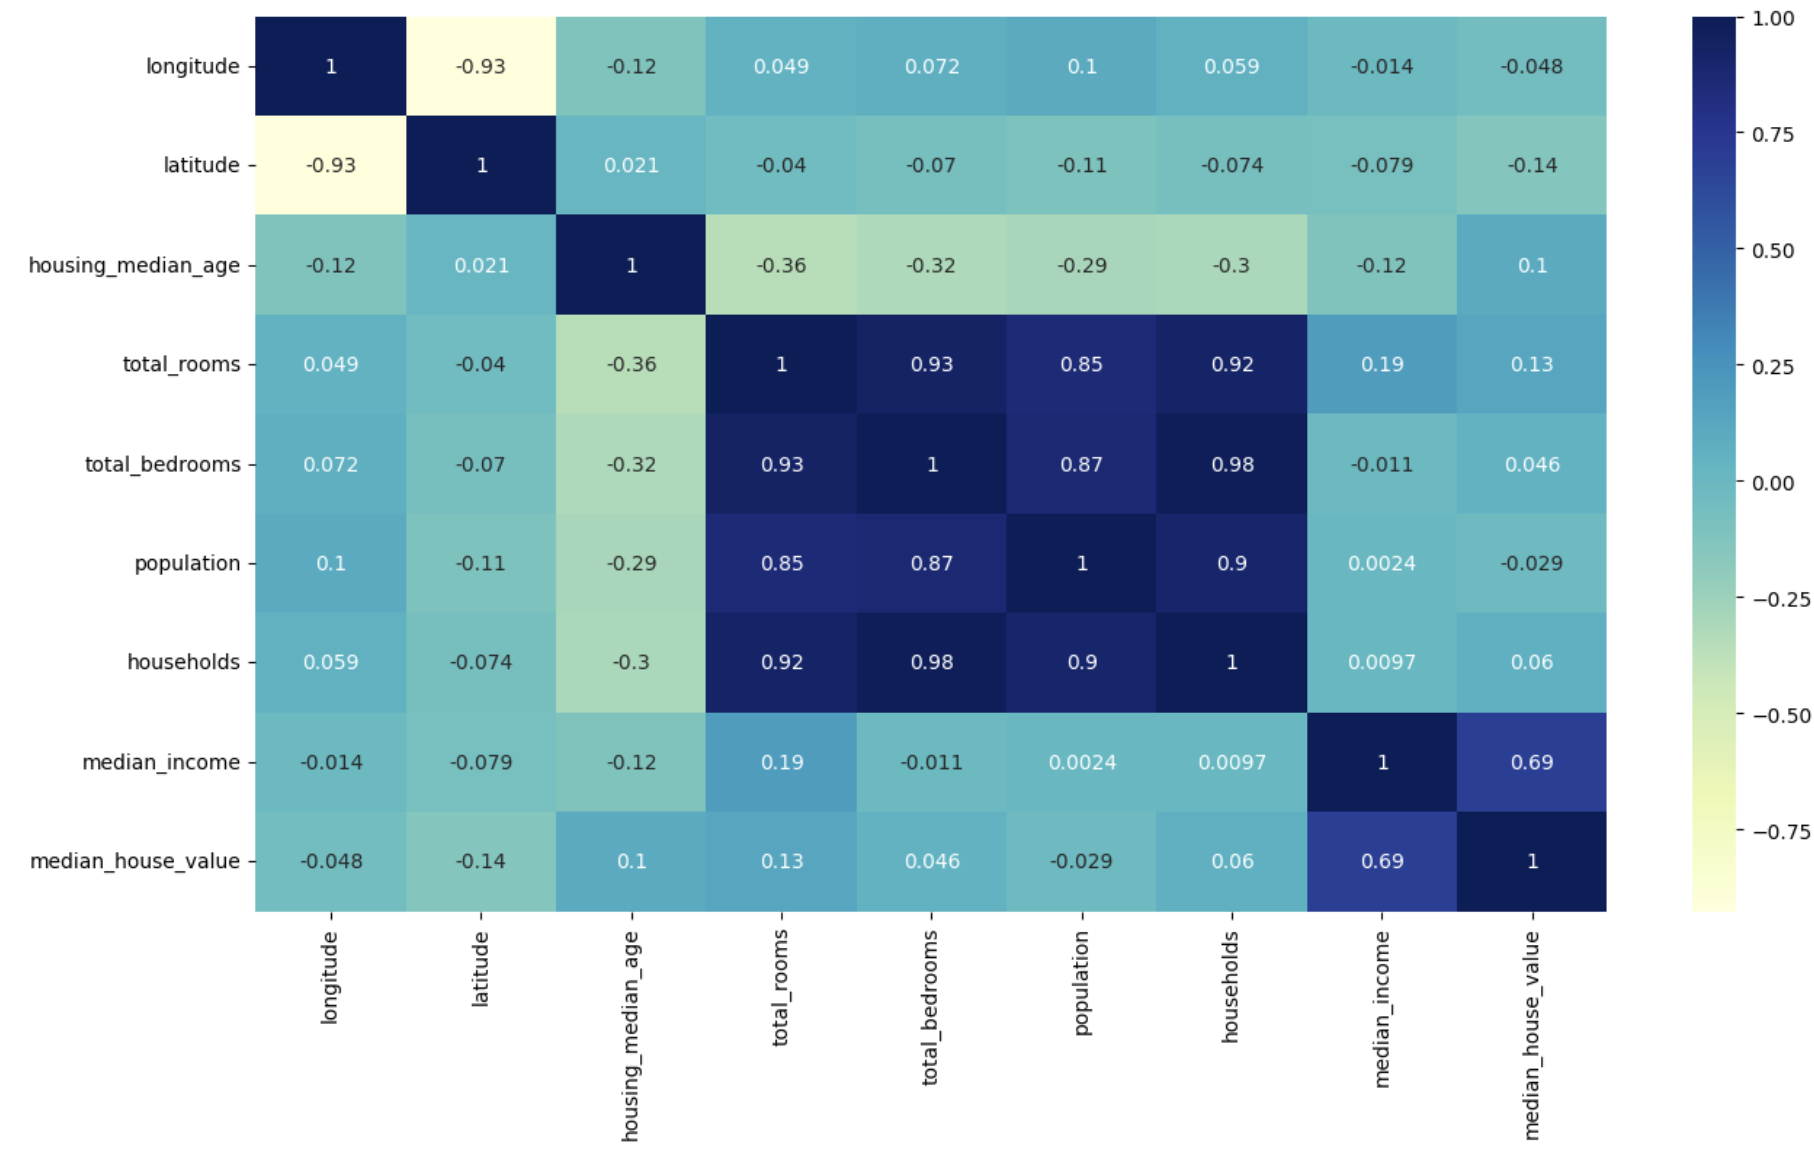 longitude 1 -0.93 -0.12 0.049 0.072 0.1 0.059 -0.014 -0.048
latitude -0.93 1 0.021 -0.04 -0.07 -0.11 -0.074 -0.079 -0.14
housing_median_age -0.12 0.021 1 -0.36 -0.32 -0.29 -0.3 -0.12 0.1
total_rooms 0.049 -0.04 -0.36 1 0.93 0.85 0.92 0.19 0.13
total_bedrooms 0.072 -0.07 -0.32 0.93 1 0.87 0.98 -0.011 0.046
population 0.1 -0.11 -0.29 0.85 0.87 1 0.9 0.0024 -0.029
households 0.059 -0.074 -0.3 0.92 0.98 0.9 1 0.0097 0.06
median_income -0.014 -0.079 -0.12 0.19 -0.011 0.0024 0.0097 1 0.69
median_house_value -0.048 -0.14 0.1 0.13 0.046 -0.029 0.06 0.69 1
longitude
latitude
housing_median_age
total_rooms
total_bedrooms
population
households
median_income
median_house_value
1.00
0.75
0.50
0.25
0.00
−0.25
−0.50
−0.75